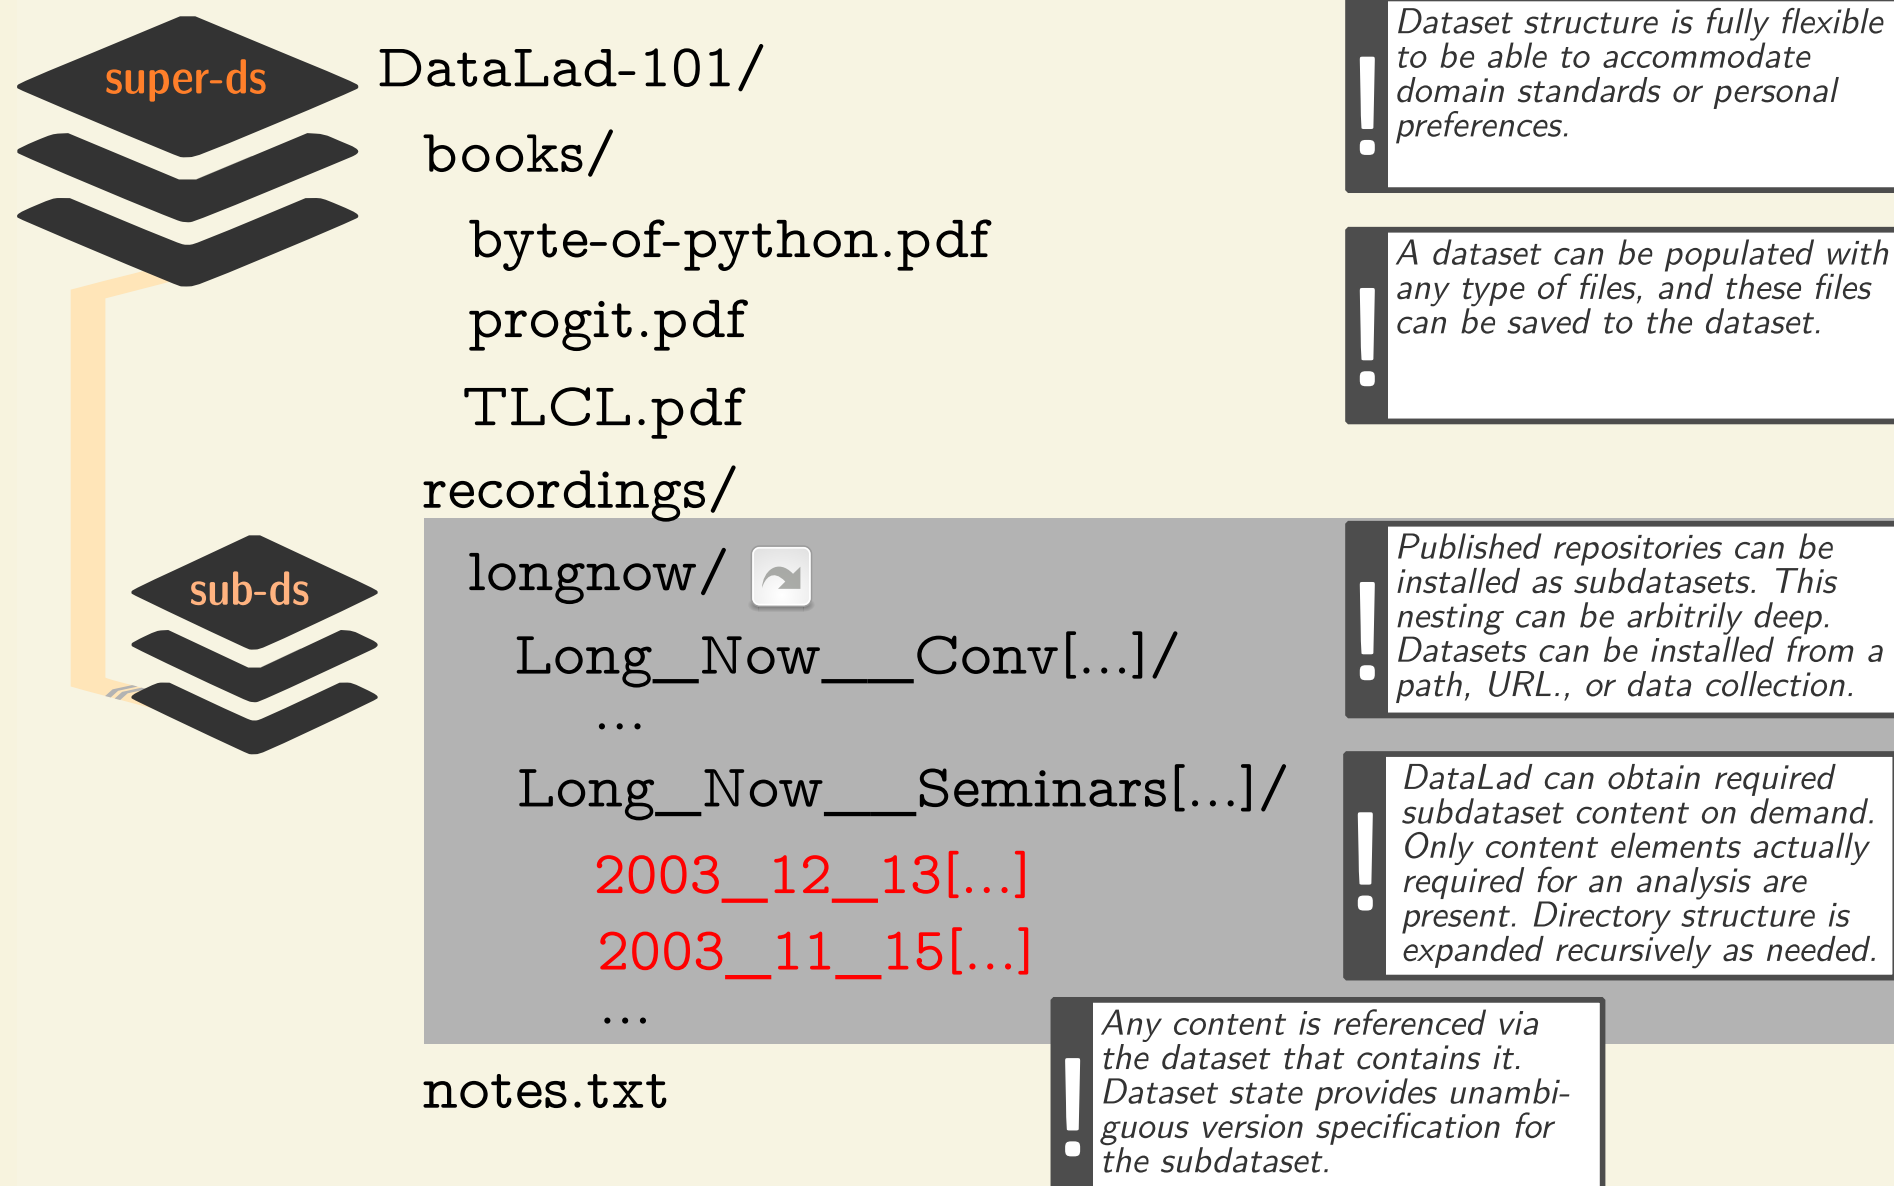 super-ds
DataLad-101/
books/
byte-of-python.pdf
progit.pdf
TLCL.pdf
recordings/
sub-ds
longnow/
Long__Now___Conv[...]/
...
Long__Now___Seminars[...]/
2003__12__13[...]
2003__11__15[...]
...
notes.txt
!
Dataset structure is fully flexible
to be able to accommodate
domain standards or personal
preferences.
!
A dataset can be populated with
any type of files, and these files
can be saved to the dataset.
!
Published repositories can be
installed as subdatasets. This
nesting can be arbitrily deep.
Datasets can be installed from a
path, URL., or data collection.
!
DataLad can obtain required
subdataset content on demand.
Only content elements actually
required for an analysis are
present. Directory structure is
expanded recursively as needed.
!
Any content is referenced via
the dataset that contains it.
Dataset state provides unambi-
guous version specification for
the subdataset.